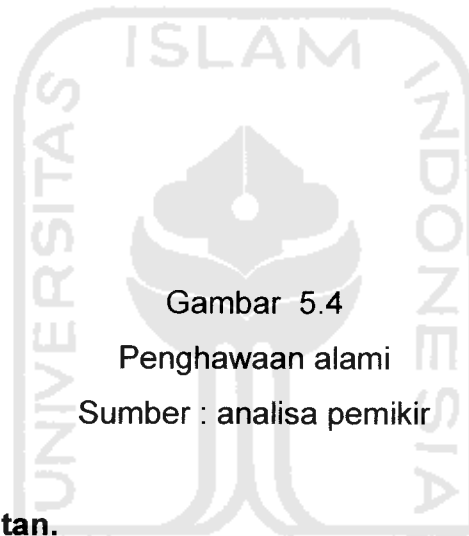 ISLAM
UNIVERSITAS
INDONESIA
Gambar 5.4
Penghawaan alami
Sumber : analisa pemikir
tan.